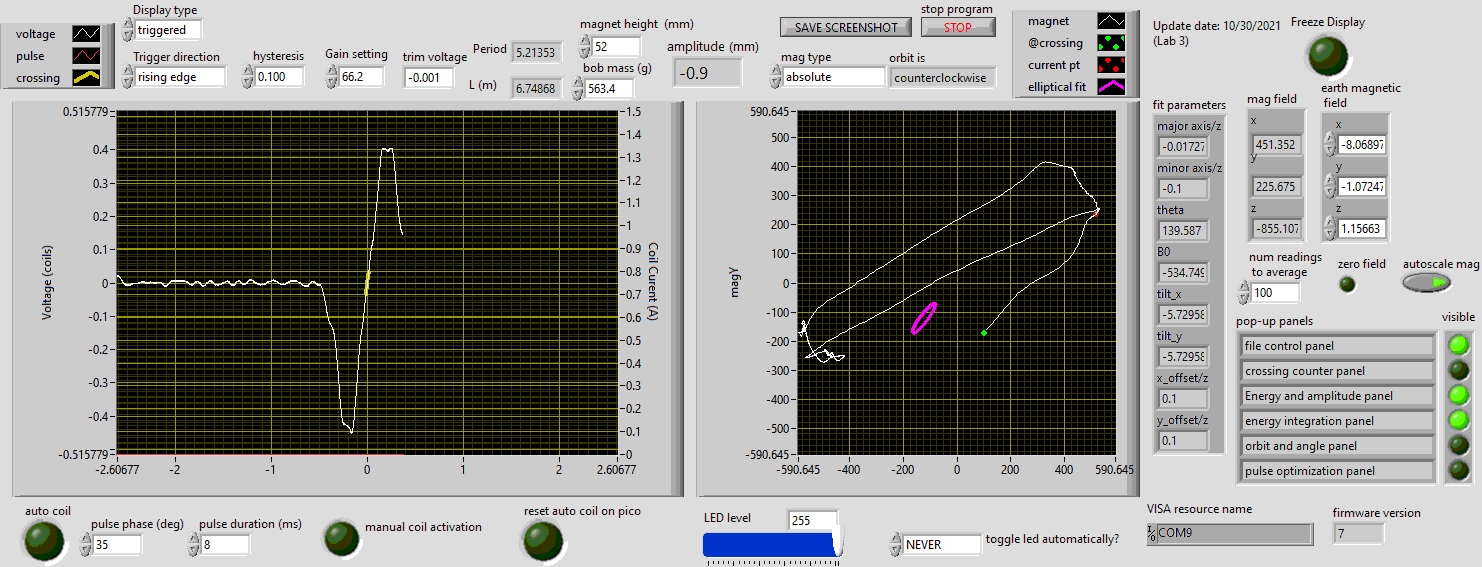 voltage
pulse
crossing
Display type
triggered
Trigger direction
rising edge
hysteresis
0.100
Gain setting
66.2
trim voltage
-0.001
Period
5.21353
L (m)
6.74868
magnet height (mm)
52
bob mass (g)
563.4
amplitude (mm)
-0.9
SAVE SCREENSHOT
stop program
STOP
mag type
absolute
orbit is
counterclockwise
magnet
@crossing
current pt
elliptical fit
Update date: 10/30/2021
(Lab 3)
Freeze Display
0.515779
0.4
0.3
0.2
0.1
0
-0.1
-0.2
-0.3
-0.4
-0.515779
Voltage (coils)
-2.60677
-2
-1
0
1
2
2.60677
1.5
1.4
1.3
1.2
1.1
1
0.9
0.8
0.7
0.6
0.5
0.4
0.3
0.2
0.1
0
Coil Current (A)
590.645
500
400
300
200
100
0
-100
-200
-300
-400
-500
-590.645
magy
-590.645
-400
-200
0
200
400
590.645
fit parameters
major axis/z
-0.01727
minor axis/z
-0.1
theta
139.587
B0
-534.749
tilt_x
-5.72958
tilt_y
-5.72958
x_offset/z
0.1
y_offset/z
0.1
mag field
x
451.352
y
225.675
z
-855.107
earth magnetic
field
x
-8.06897
y
-1.07247
z
1.15663
num readings
to average
100
zero field
autoscale mag
pop-up panels
visible
file control panel
crossing counter panel
Energy and amplitude panel
energy integration panel
orbit and angle panel
pulse optimization panel
auto coil
pulse phase (deg)
35
pulse duration (ms)
8
manual coil activation
reset auto coil on pico
LED level
255
NEVER
toggle led automatically?
VISA resource name
COM9
firmware version
7